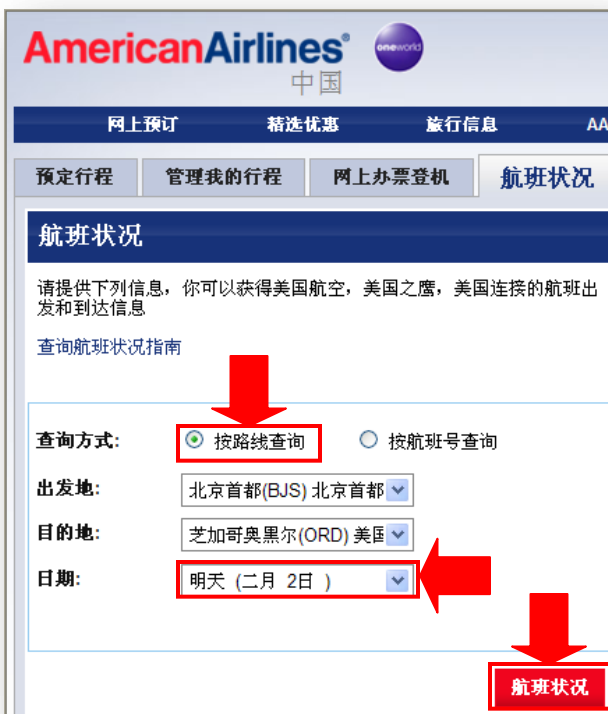 AmericanAirlines®
oneworld
中国
网上预订 精选优惠 旅行信息 AA
预定行程 管理我的行程 网上办票登机 航班状况
航班状况
请提供下列信息，你可以获得美国航空，美国之鹰，美国连接的航班出
发和到达信息
查询航班状况指南
查询方式: 按路线查询 按航班号查询
出发地: 北京首都(BJS) 北京首都
目的地: 芝加哥奥黑尔(ORD) 美国
日期: 明天 (二月 2日 )
航班状况